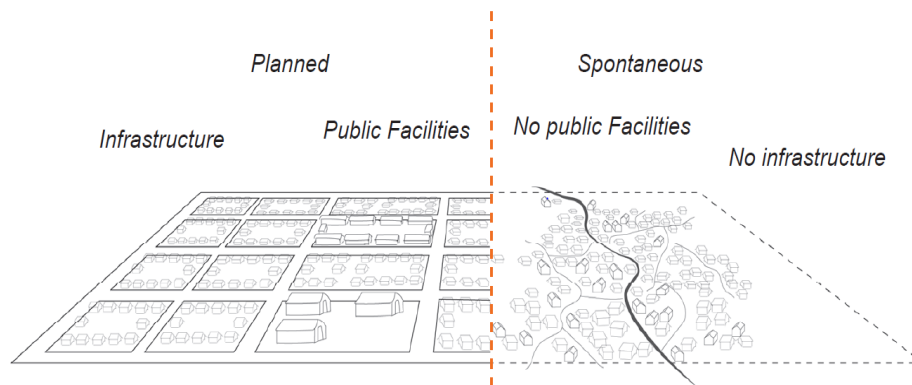 Planned
Spontaneous
Infrastructure
Public Facilities
No public Facilities
No infrastructure